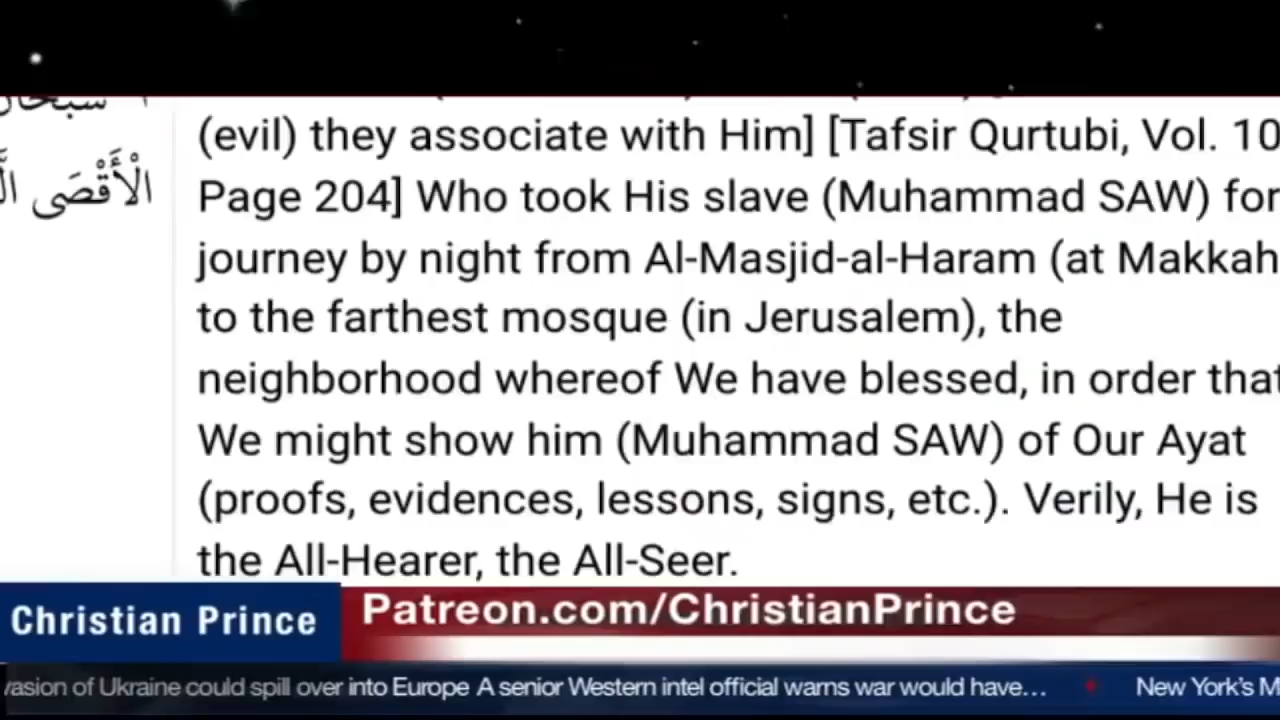 (evil) they associate with Him] [Tafsir Qurtubi, Vol. 10
Page 204] Who took His slave (Muhammad SAW) for
journey by night from Al-Masjid-al-Haram (at Makkah
to the farthest mosque (in Jerusalem), the
neighborhood whereof We have blessed, in order that
We might show him (Muhammad SAW) of Our Ayat
(proofs, evidences, lessons, signs, etc.). Verily, He is
the All-Hearer, the All-Seer.
الْأَقْصَى
Christian Prince
Patreon.com/ChristianPrince
of Ukraine could spill over into Europe A senior Western intel official warns war would have… New York's